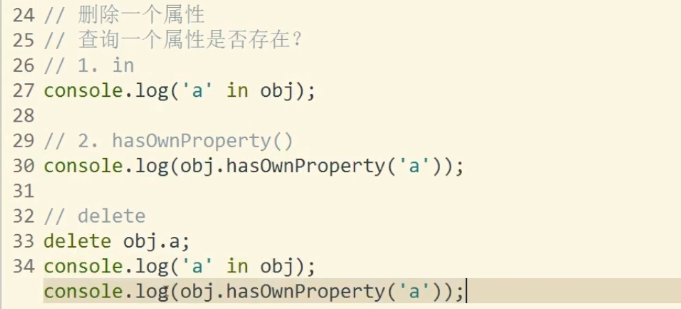 24 // 删除一个属性
25 // 查询一个属性是否存在?
26 // 1. in
27 console.log('a' in obj);
28
29 // 2. hasOwnProperty()
30 console.log(obj.hasOwnProperty('a'));
31
32 // delete
33 delete obj.a;
34 console.log('a' in obj);
console.log(obj.hasOwnProperty('a'));